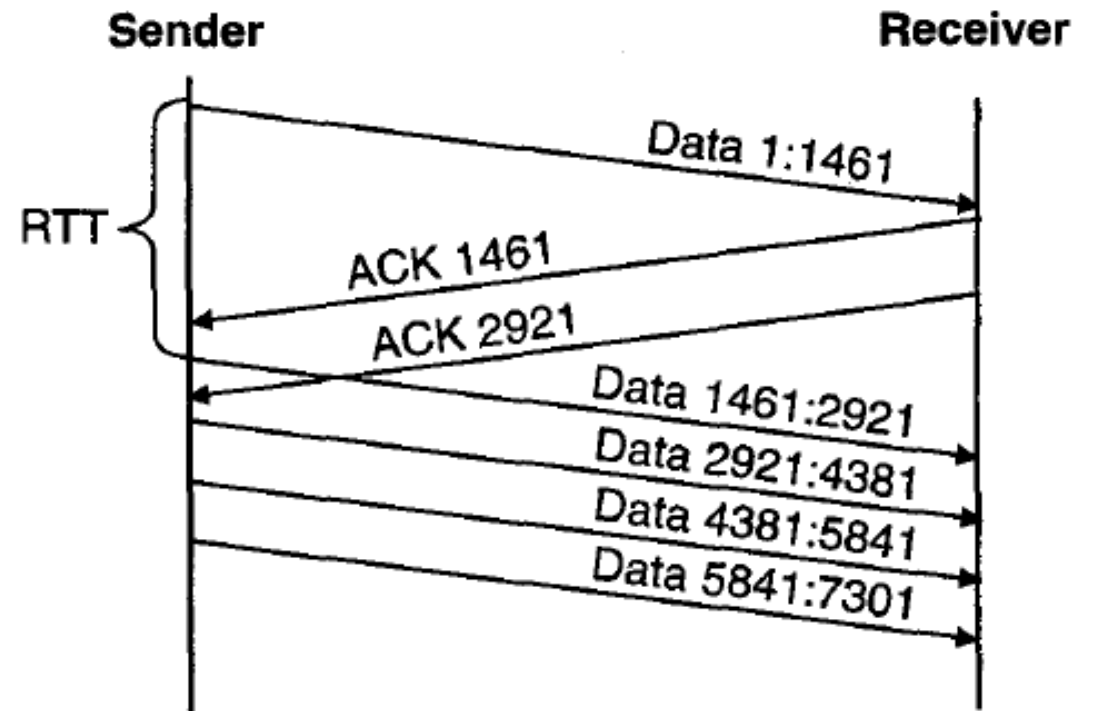 Sender
Receiver
Data 1:1461
RTT
ACK 1461
ACK 2921
Data 1461:2921
Data 2921:4381
Data 4381:5841
Data 5841:7301